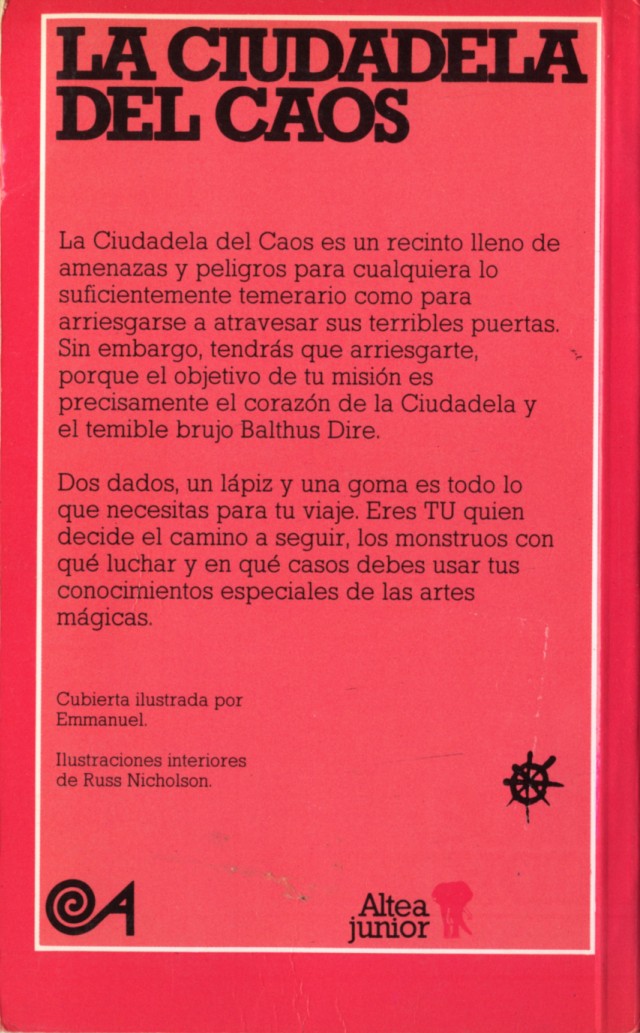 LA CIUDADELA
DEL CAOS
La Ciudadela del Caos es un recinto lleno de
amenazas y peligros para cualquiera lo
suficientemente temerario como para
arriesgarse a atravesar sus terribles puertas.
Sin embargo, tendrás que arriesgarte,
porque el objetivo de tu misión es
precisamente el corazón de la Ciudadela y
el temible brujo Balthus Dire.
Dos dados, un lápiz y una goma es todo lo
que necesitas para tu viaje. Eres TU quien
decide el camino a seguir, los monstruos con
qué luchar y en qué casos debes usar tus
conocimientos especiales de las artes
mágicas.
Cubierta ilustrada por
Emmanuel.
Ilustraciones interiores
de Russ Nicholson.
A
Altea
junior